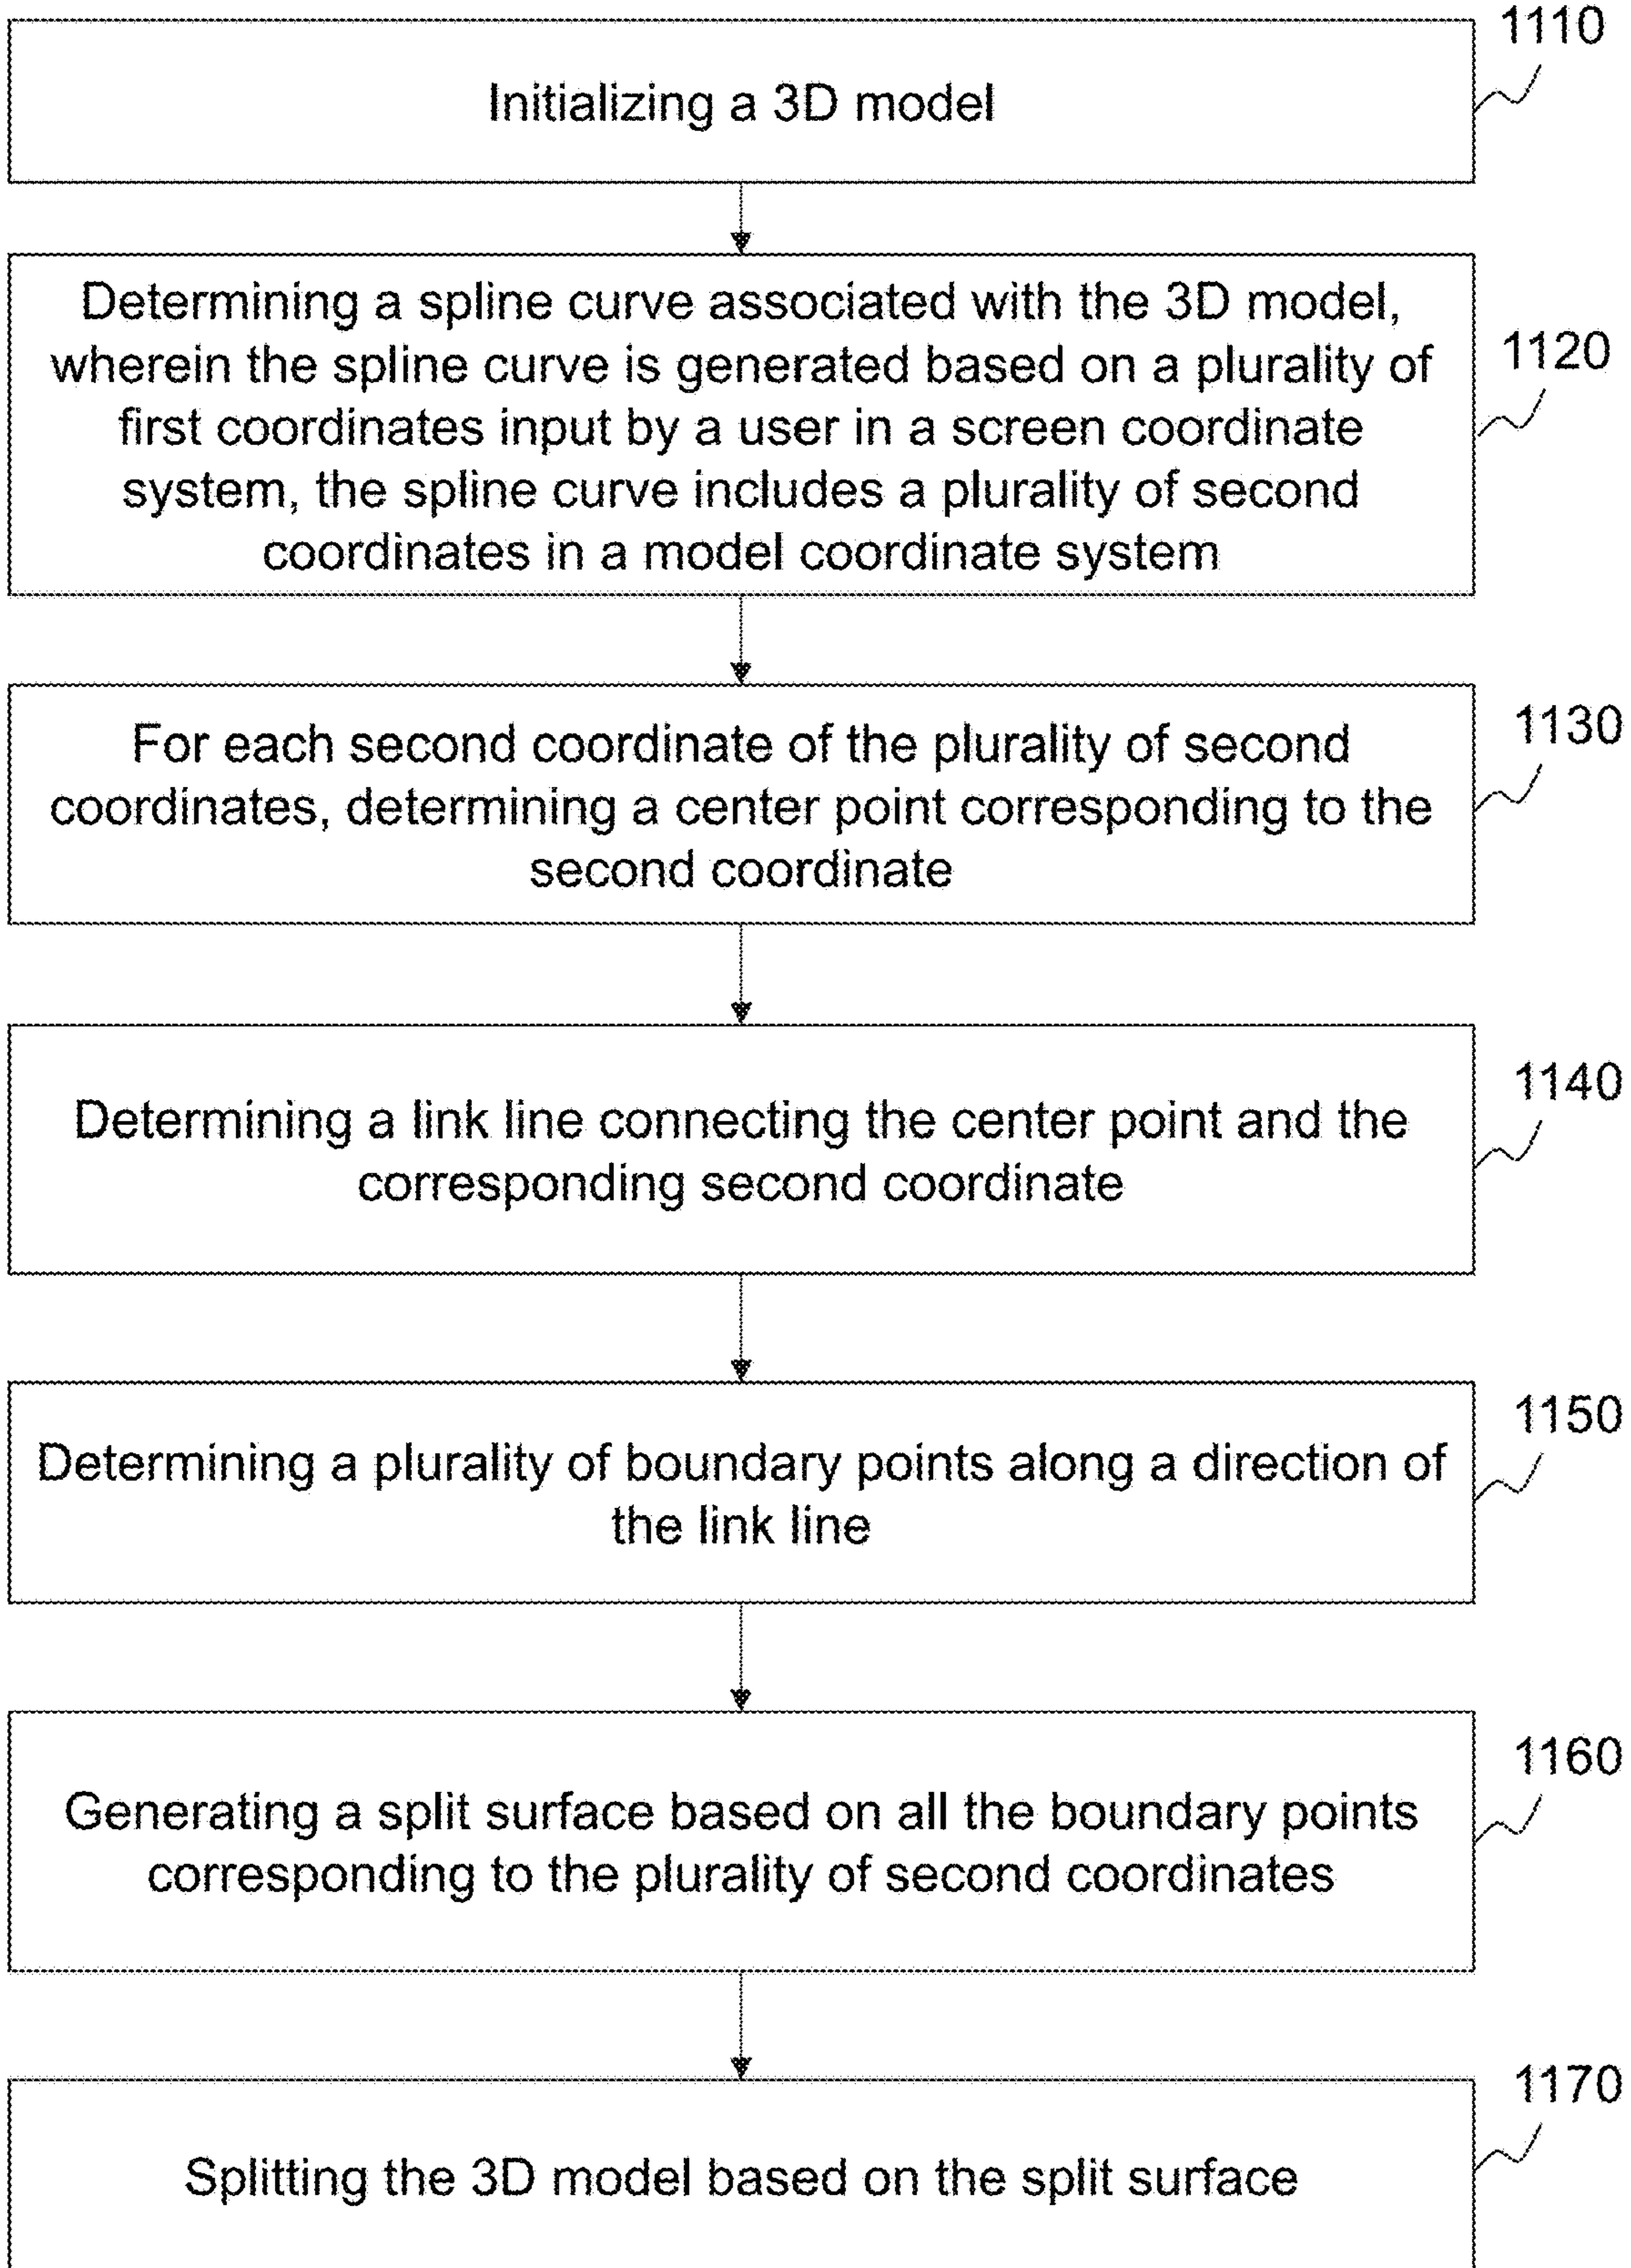 1110
Initializing a 3D model
Determining a spline curve associated with the 3D model,
wherein the spline curve is generated based on a plurality of
first coordinates input by a user in a screen coordinate
system, the spline curve includes a plurality of second
coordinates in a model coordinate system
1120
For each second coordinate of the plurality of second
coordinates, determining a center point corresponding to the
second coordinate
1130
Determining a link line connecting the center point and the
corresponding second coordinate
1140
Determining a plurality of boundary points along a direction of
the link line
1150
Generating a split surface based on all the boundary points
corresponding to the plurality of second coordinates
1160
Splitting the 3D model based on the split surface
1170